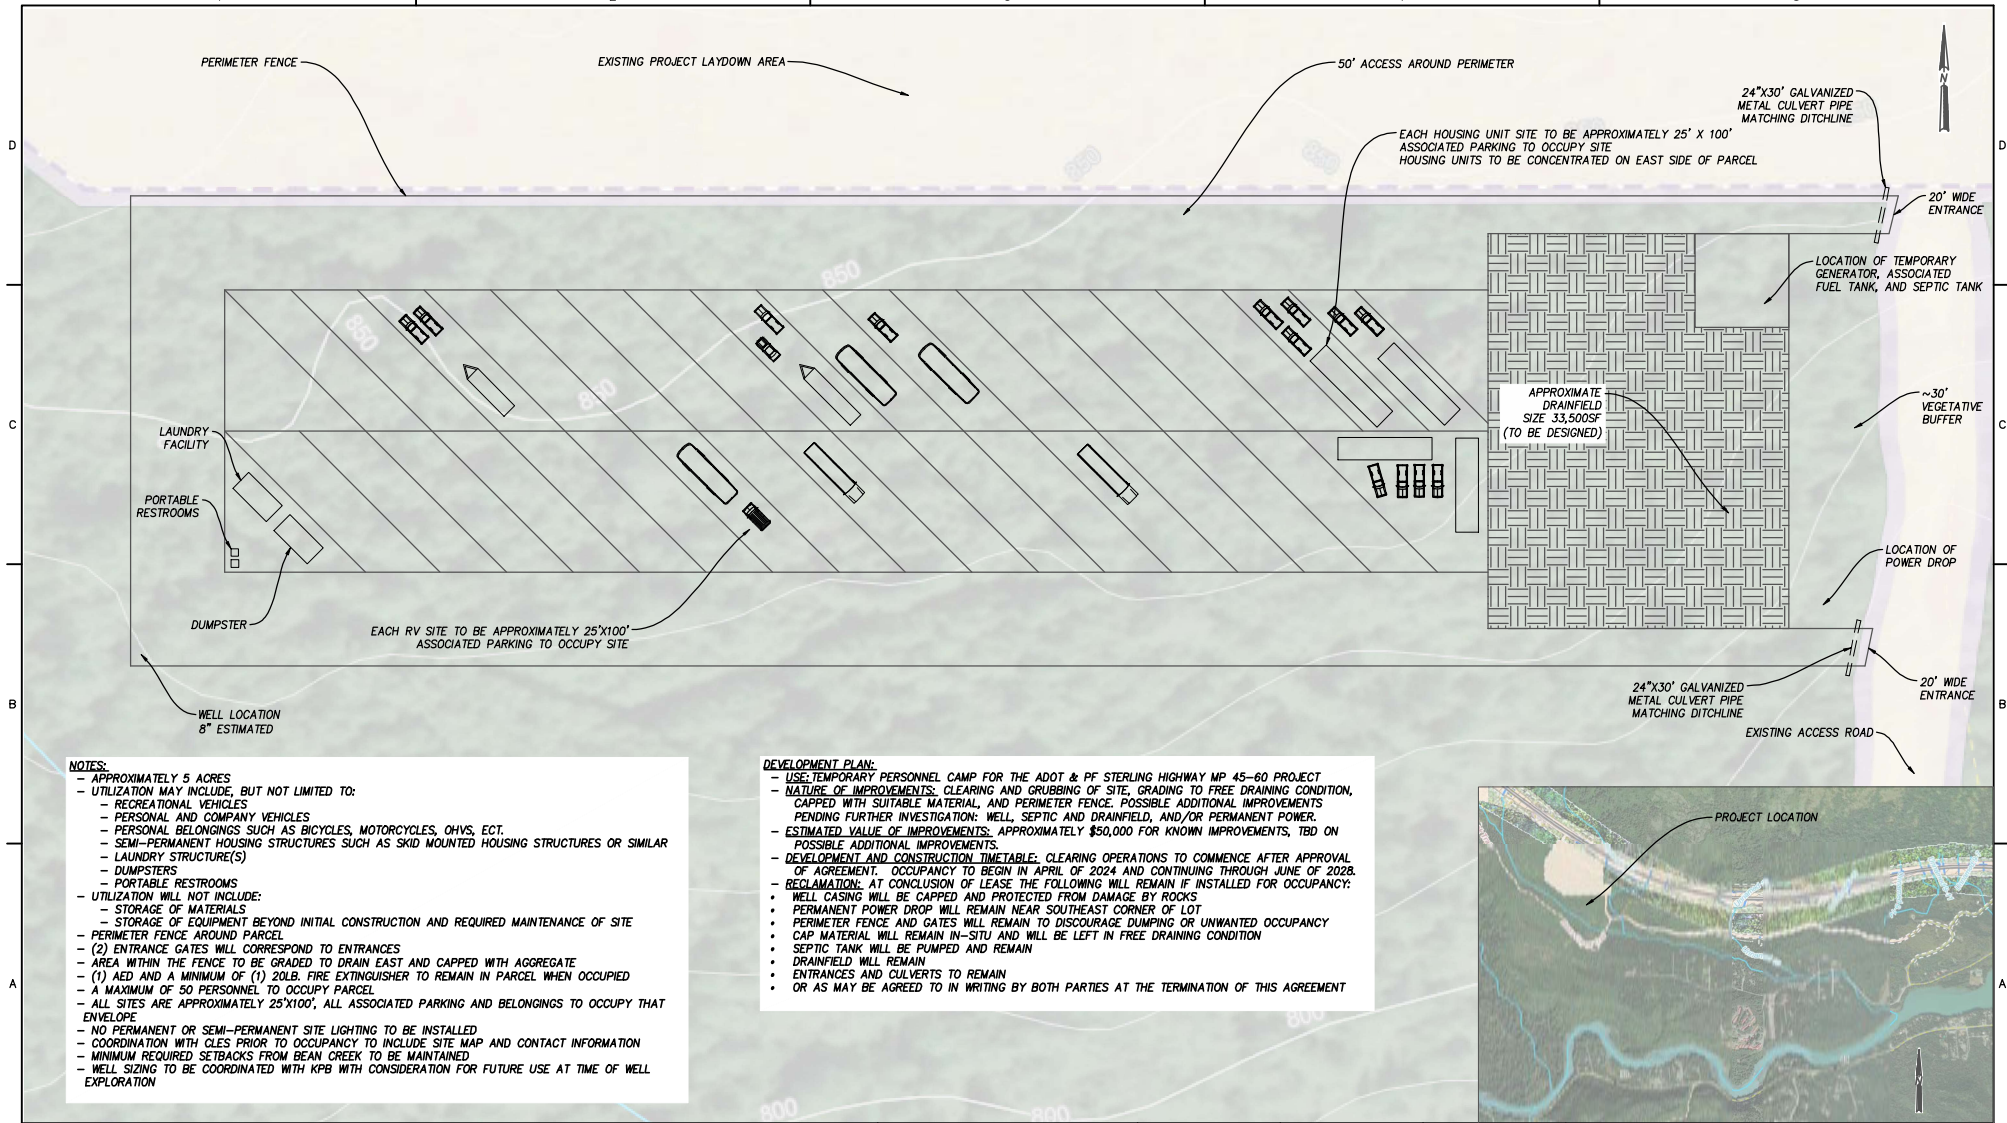 PERIMETER FENCE
EXISTING PROJECT LAYDOWN AREA
50' ACCESS AROUND PERIMETER
24"X30' GALVANIZED
METAL CULVERT PIPE
MATCHING DITCHLINE
N
EACH HOUSING UNIT SITE TO BE APPROXIMATELY 25' X 100'
ASSOCIATED PARKING TO OCCUPY SITE
HOUSING UNITS TO BE CONCENTRATED ON EAST SIDE OF PARCEL
D
D
850
850
20' WIDE
ENTRANCE
LOCATION OF TEMPORARY
GENERATOR, ASSOCIATED
FUEL TANK, AND SEPTIC TANK
850
850
850
APPROXIMATE
DRAINFIELD
SIZE 33,500SF
(TO BE DESIGNED)
~30'
VEGETATIVE
BUFFER
C
C
LAUNDRY
FACILITY
PORTABLE
RESTROOMS
LOCATION OF
POWER DROP
DUMPSTER
EACH RV SITE TO BE APPROXIMATELY 25'X100'
ASSOCIATED PARKING TO OCCUPY SITE
24"X30' GALVANIZED
METAL CULVERT PIPE
MATCHING DITCHLINE
20' WIDE
ENTRANCE
B
B
WELL LOCATION
8" ESTIMATED
EXISTING ACCESS ROAD
NOTES:
- APPROXIMATELY 5 ACRES
- UTILIZATION MAY INCLUDE, BUT NOT LIMITED TO:
- RECREATIONAL VEHICLES
- PERSONAL AND COMPANY VEHICLES
- PERSONAL BELONGINGS SUCH AS BICYCLES, MOTORCYCLES, OHVS, ECT.
- SEMI-PERMANENT HOUSING STRUCTURES SUCH AS SKID MOUNTED HOUSING STRUCTURES OR SIMILAR
- LAUNDRY STRUCTURE(S)
- DUMPSTERS
- PORTABLE RESTROOMS
- UTILIZATION WILL NOT INCLUDE:
- STORAGE OF MATERIALS
- STORAGE OF EQUIPMENT BEYOND INITIAL CONSTRUCTION AND REQUIRED MAINTENANCE OF SITE
- PERIMETER FENCE AROUND PARCEL
- (2) ENTRANCE GATES WILL CORRESPOND TO ENTRANCES
- AREA WITHIN THE FENCE TO BE GRADED TO DRAIN EAST AND CAPPED WITH AGGREGATE
- (1) AED AND A MINIMUM OF (1) 20LB. FIRE EXTINGUISHER TO REMAIN IN PARCEL WHEN OCCUPIED
- A MAXIMUM OF 50 PERSONNEL TO OCCUPY PARCEL
- ALL SITES ARE APPROXIMATELY 25'X100', ALL ASSOCIATED PARKING AND BELONGINGS TO OCCUPY THAT
ENVELOPE
- NO PERMANENT OR SEMI-PERMANENT SITE LIGHTING TO BE INSTALLED
- COORDINATION WITH CLES PRIOR TO OCCUPANCY TO INCLUDE SITE MAP AND CONTACT INFORMATION
- MINIMUM REQUIRED SETBACKS FROM BEAN CREEK TO BE MAINTAINED
- WELL SIZING TO BE COORDINATED WITH KPB WITH CONSIDERATION FOR FUTURE USE AT TIME OF WELL
EXPLORATION
DEVELOPMENT PLAN:
- USE: TEMPORARY PERSONNEL CAMP FOR THE ADOT & PF STERLING HIGHWAY MP 45-60 PROJECT
- NATURE OF IMPROVEMENTS: CLEARING AND GRUBBING OF SITE, GRADING TO FREE DRAINING CONDITION,
CAPPED WITH SUITABLE MATERIAL, AND PERIMETER FENCE. POSSIBLE ADDITIONAL IMPROVEMENTS
PENDING FURTHER INVESTIGATION: WELL, SEPTIC AND DRAINFIELD, AND/OR PERMANENT POWER.
- ESTIMATED VALUE OF IMPROVEMENTS: APPROXIMATELY $50,000 FOR KNOWN IMPROVEMENTS, TBD ON
POSSIBLE ADDITIONAL IMPROVEMENTS.
- DEVELOPMENT AND CONSTRUCTION TIMETABLE: CLEARING OPERATIONS TO COMMENCE AFTER APPROVAL
OF AGREEMENT. OCCUPANCY TO BEGIN IN APRIL OF 2024 AND CONTINUING THROUGH JUNE OF 2028.
- RECLAMATION: AT CONCLUSION OF LEASE THE FOLLOWING WILL REMAIN IF INSTALLED FOR OCCUPANCY:
• WELL CASING WILL BE CAPPED AND PROTECTED FROM DAMAGE BY ROCKS
• PERMANENT POWER DROP WILL REMAIN NEAR SOUTHEAST CORNER OF LOT
• PERIMETER FENCE AND GATES WILL REMAIN TO DISCOURAGE DUMPING OR UNWANTED OCCUPANCY
• CAP MATERIAL WILL REMAIN IN-SITU AND WILL BE LEFT IN FREE DRAINING CONDITION
• SEPTIC TANK WILL BE PUMPED AND REMAIN
• DRAINFIELD WILL REMAIN
• ENTRANCES AND CULVERTS TO REMAIN
• OR AS MAY BE AGREED TO IN WRITING BY BOTH PARTIES AT THE TERMINATION OF THIS AGREEMENT
PROJECT LOCATION
A
A
800
800
800